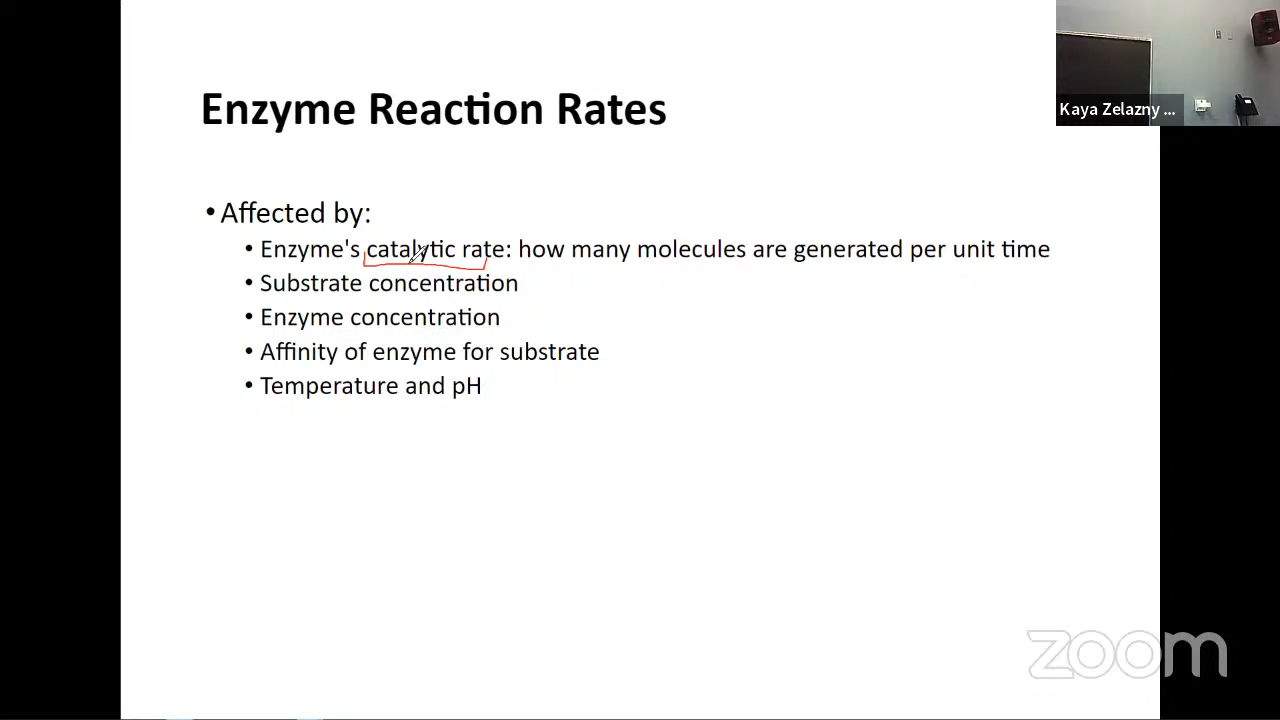 Enzyme Reaction Rates
Kaya Zelazny ...
• Affected by:
• Enzyme's catalytic rate: how many molecules are generated per unit time
• Substrate concentration
• Enzyme concentration
• Affinity of enzyme for substrate
• Temperature and pH
zoom